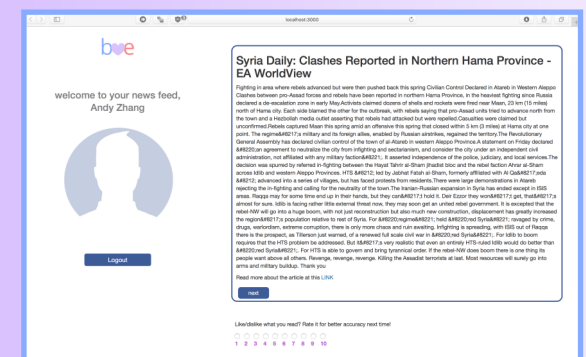 localhost:3000
welcome to your news feed,
Andy Zhang
Logout
Syria Daily: Clashes Reported in Northern Hama Province -
EA WorldView
Fighting in area where rebels advanced but were then pushed back this spring Civilian Control Declared in Atareb in Western Aleppo
Clashes between pro-Assad forces and rebels have been reported in northern Hama Province, in the heaviest fighting since Russia
declared a de-escalation zone in early May.Activists claimed dozens of shells and rockets were fired near Maan, 23 km (15 miles)
north of Hama city. Each side blamed the other for the outbreak, with rebels saying that pro-Assad units tried to advance north from
the town and a Hezbollah media outlet asserting that rebels had attacked but were repelled.Casualties were claimed but
unconfirmed.Rebels captured Maan this spring amid an offensive this spring that closed within 5 km (3 miles) at Hama city at one
point. The regime&#8217;s military and its foreign allies, enabled by Russian airstrikes, regained the territory.The Revolutionary
General Assembly has declared civilian control of the town of al-Atareb in western Aleppo Province.A statement on Friday declared
&#8220;an agreement to neutralize the city from infighting and sectarianism, and consider the city under an independent civil
administration, not affiliated with any military faction&#8221;. It asserted independence of the police, judiciary, and local services.The
decision was spurred by referred in-fighting between the Hayat Tahrir al-Sham jihadist bloc and the rebel faction Ahrar al-Sham
across Idlib and western Aleppo Provinces. HTS &#8212; led by Jabhat Fatah al-Sham, formerly affiliated with Al Qa&#8217;eda
&#8212; advanced into a series of villages, but has faced protests from residents.There were large demonstrations in Atareb
rejecting the in-fighting and calling for the neutrality of the town.The Iranian-Russian expansion in Syria has ended except in ISIS
areas. Raqqa may for some time end up in their hands, but they can&#8217;t hold it. Deir Ezzor they won&#8217;t get, that&#8217;s
almost for sure. Idlib is facing rather little external threat now, they may soon get an united rebel government. It is excepted that the
rebel-NW will go into a huge boom, with not just reconstruction but also much new construction, displacement has greatly increased
the region&#8217;s population relative to rest of Syria. For &#8220;regime&#8221; held &#8220;red Syria&#8221;, ravaged by crime,
drugs, warlordism, extreme corruption, there is only more chaos and ruin awaiting. Infighting is spreading, with ISIS out of Raqqa
there is the prospect, as Tillerson just warned, of a renewed full scale civil war in &#8220;red Syria&#8221;. For Idlib to boom
requires that the HTS problem be addressed. But it&#8217;s very realistic that even an entirely HTS-ruled Idlib would do better than
&#8220;red Syria&#8221;. For HTS is able to govern and bring tyrannical order. If the rebel-NW does boom there is one thing its
people want above all others. Revenge, revenge, revenge. Killing the Assadist terrorists at last. Most resources will surely go into
arms and military buildup. Thank you
Read more about the article at this LINK
next
Like/dislike what you read? Rate it for better accuracy next time!
1 2 3 4 5 6 7 8 9 10